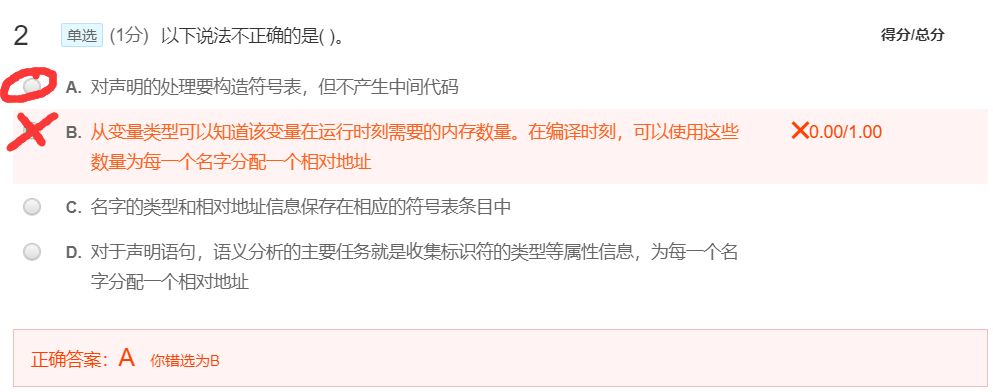 2 单选 (1分) 以下说法不正确的是( )。 得分/总分
A. 对声明的处理要构造符号表，但不产生中间代码
B. 从变量类型可以知道该变量在运行时刻需要的内存数量。在编译时刻，可以使用这些 0.00/1.00
数量为每一个名字分配一个相对地址
C. 名字的类型和相对地址信息保存在相应的符号表条目中
D. 对于声明语句，语义分析的主要任务就是收集标识符的类型等属性信息，为每一个名
字分配一个相对地址
正确答案：A 你错选为B